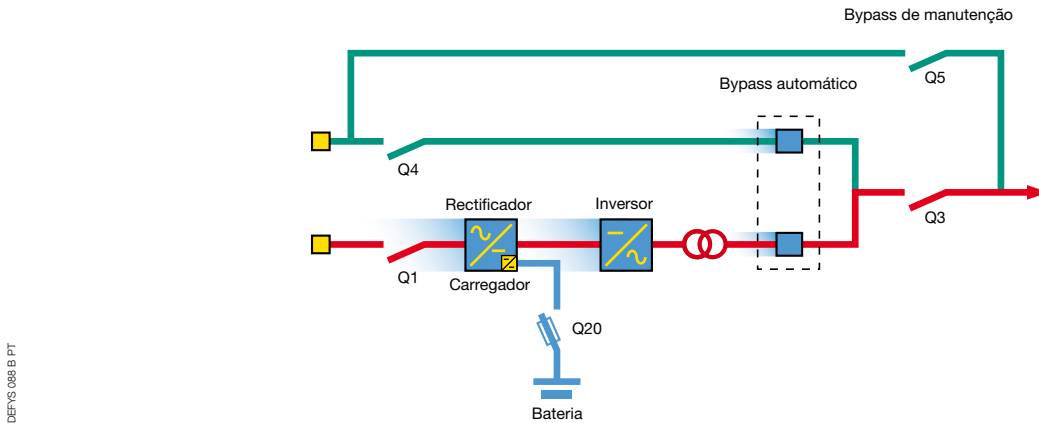 Bypass de manutenção
Q5
Bypass automático
Q4
Rectificador
Inversor
Q3
Q1
Carregador
Q20
Bateria
DEFYS 088 B PT